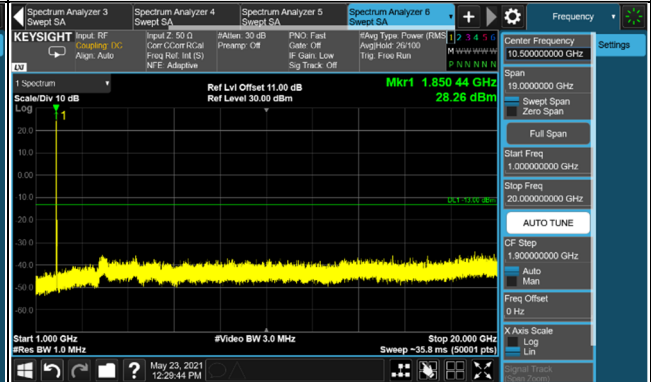 Spectrum Analyzer 3
Swept SA
Spectrum Analyzer 4
Swept SA
Spectrum Analyzer 5
Swept SA
Spectrum Analyzer 6
Swept SA
Frequency
KEYSIGHT
Input: RF
Coupling: DC
Align: Auto
Input Z: 50 Ω
Corr CCorr RCal
Freq Ref: Int (S)
NFE: Adaptive
#Atten: 30 dB
Preamp: Off
PNO: Fast
Gate: Off
IF Gain: Low
Sig Track: Off
#Avg Type: Power (RMS
Avg|Hold: 26/100
Trig: Free Run
1 2 3 4 5 6
M W W W W W
P N N N N N
LXI
1 Spectrum
Scale/Div 10 dB
Ref Lvl Offset 11.00 dB
Ref Level 30.00 dBm
Mkr1 1.850 44 GHz
28.26 dBm
Log
1
20.0
10.0
0.00
-10.0
DL1 -13.00 dBm
-20.0
-30.0
-40.0
-50.0
-60.0
Start 1.000 GHz
#Res BW 1.0 MHz
#Video BW 3.0 MHz
Stop 20.000 GHz
Sweep ~35.8 ms (50001 pts)
May 23, 2021
12:29:44 PM
Center Frequency
10.500000000 GHz
Settings
Span
19.0000000 GHz
Swept Span
Zero Span
Full Span
Start Freq
1.000000000 GHz
Stop Freq
20.000000000 GHz
AUTO TUNE
CF Step
1.900000000 GHz
Auto
Man
Freq Offset
0 Hz
X Axis Scale
Log
Lin
Signal Track
(Span Zoom)